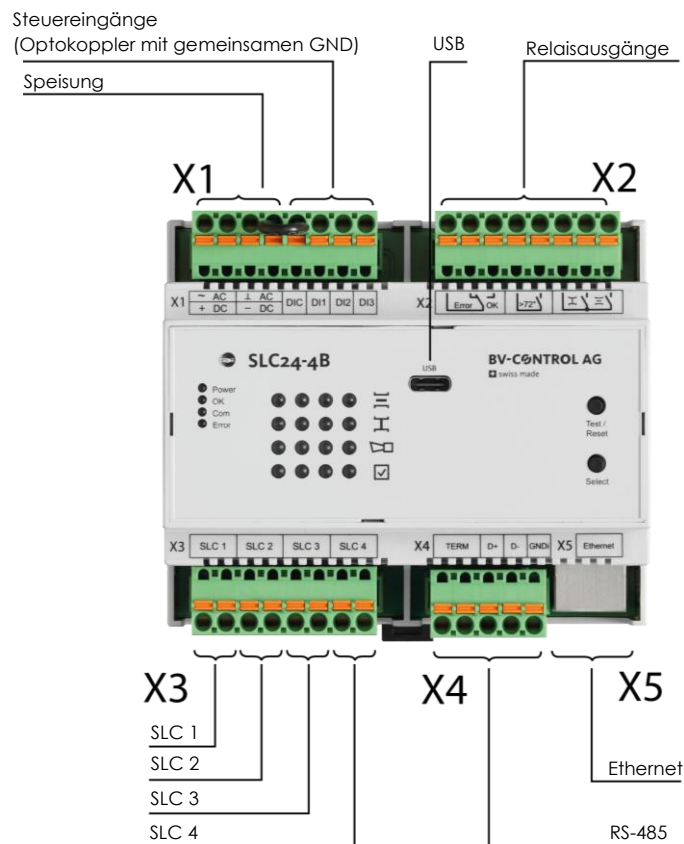 Steuereingänge
(Optokoppler mit gemeinsamen GND)
USB
Relaisausgänge
Speisung
X1
X2
X1
~ AC
+ DC
⊥ AC
− DC
DIC
DI1
DI2
DI3
X2
Error
OK
>72°
SLC24-4B
USB
BV-CONTROL AG
swiss made
Power
OK
Com
Error
Test /
Reset
Select
X3
SLC 1
SLC 2
SLC 3
SLC 4
X4
TERM
D+
D-
GNDi
X5
Ethernet
X3
X4
X5
SLC 1
SLC 2
Ethernet
SLC 3
SLC 4
RS-485